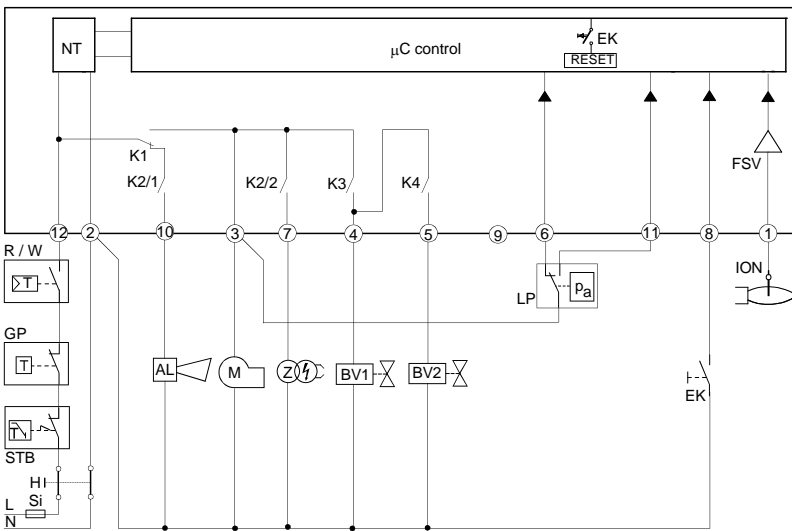 NT
μC control
EK
RESET
FSV
K1
K2/1
K2/2
K3
K4
12
2
10
3
7
4
5
9
6
11
8
1
R / W
T
LP
pa
ION
GP
T
AL
M
Z
BV1
BV2
EK
T
STB
H
Si
L
N